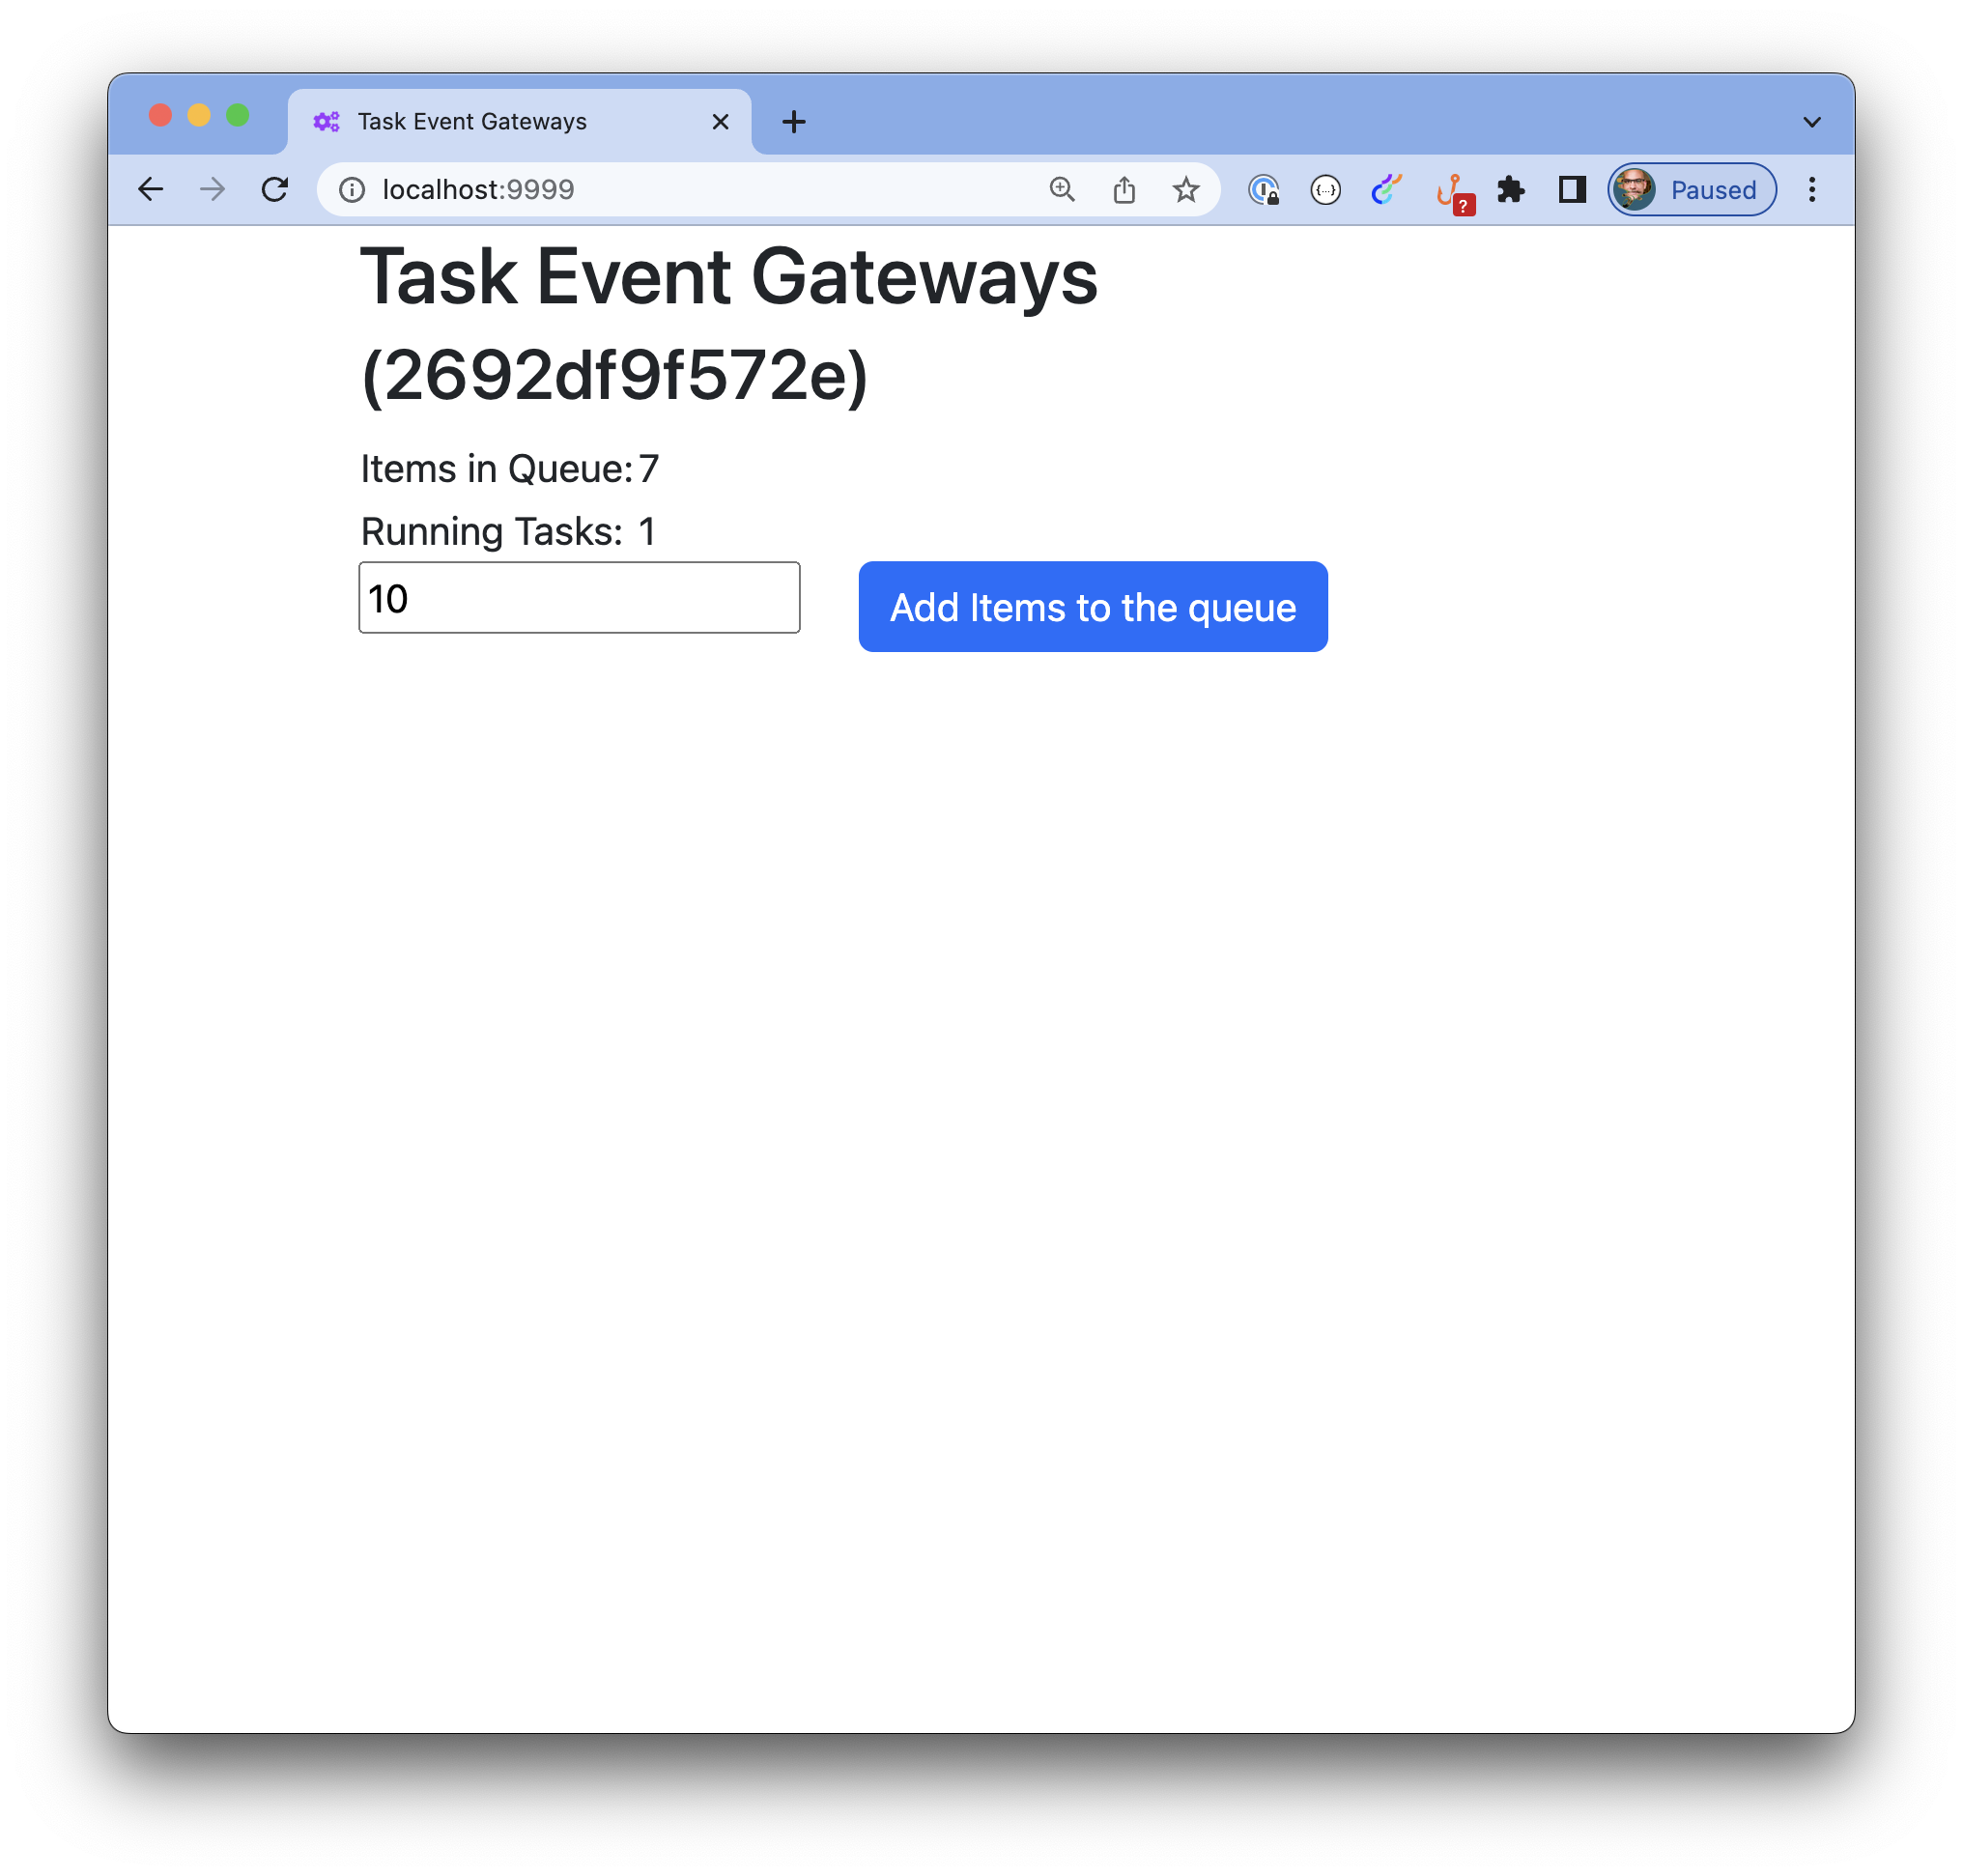 Task Event Gateways
localhost:9999
{...}
?
Paused
Task Event Gateways
(2692df9f572e)
Items in Queue: 7
Running Tasks: 1
10
Add Items to the queue